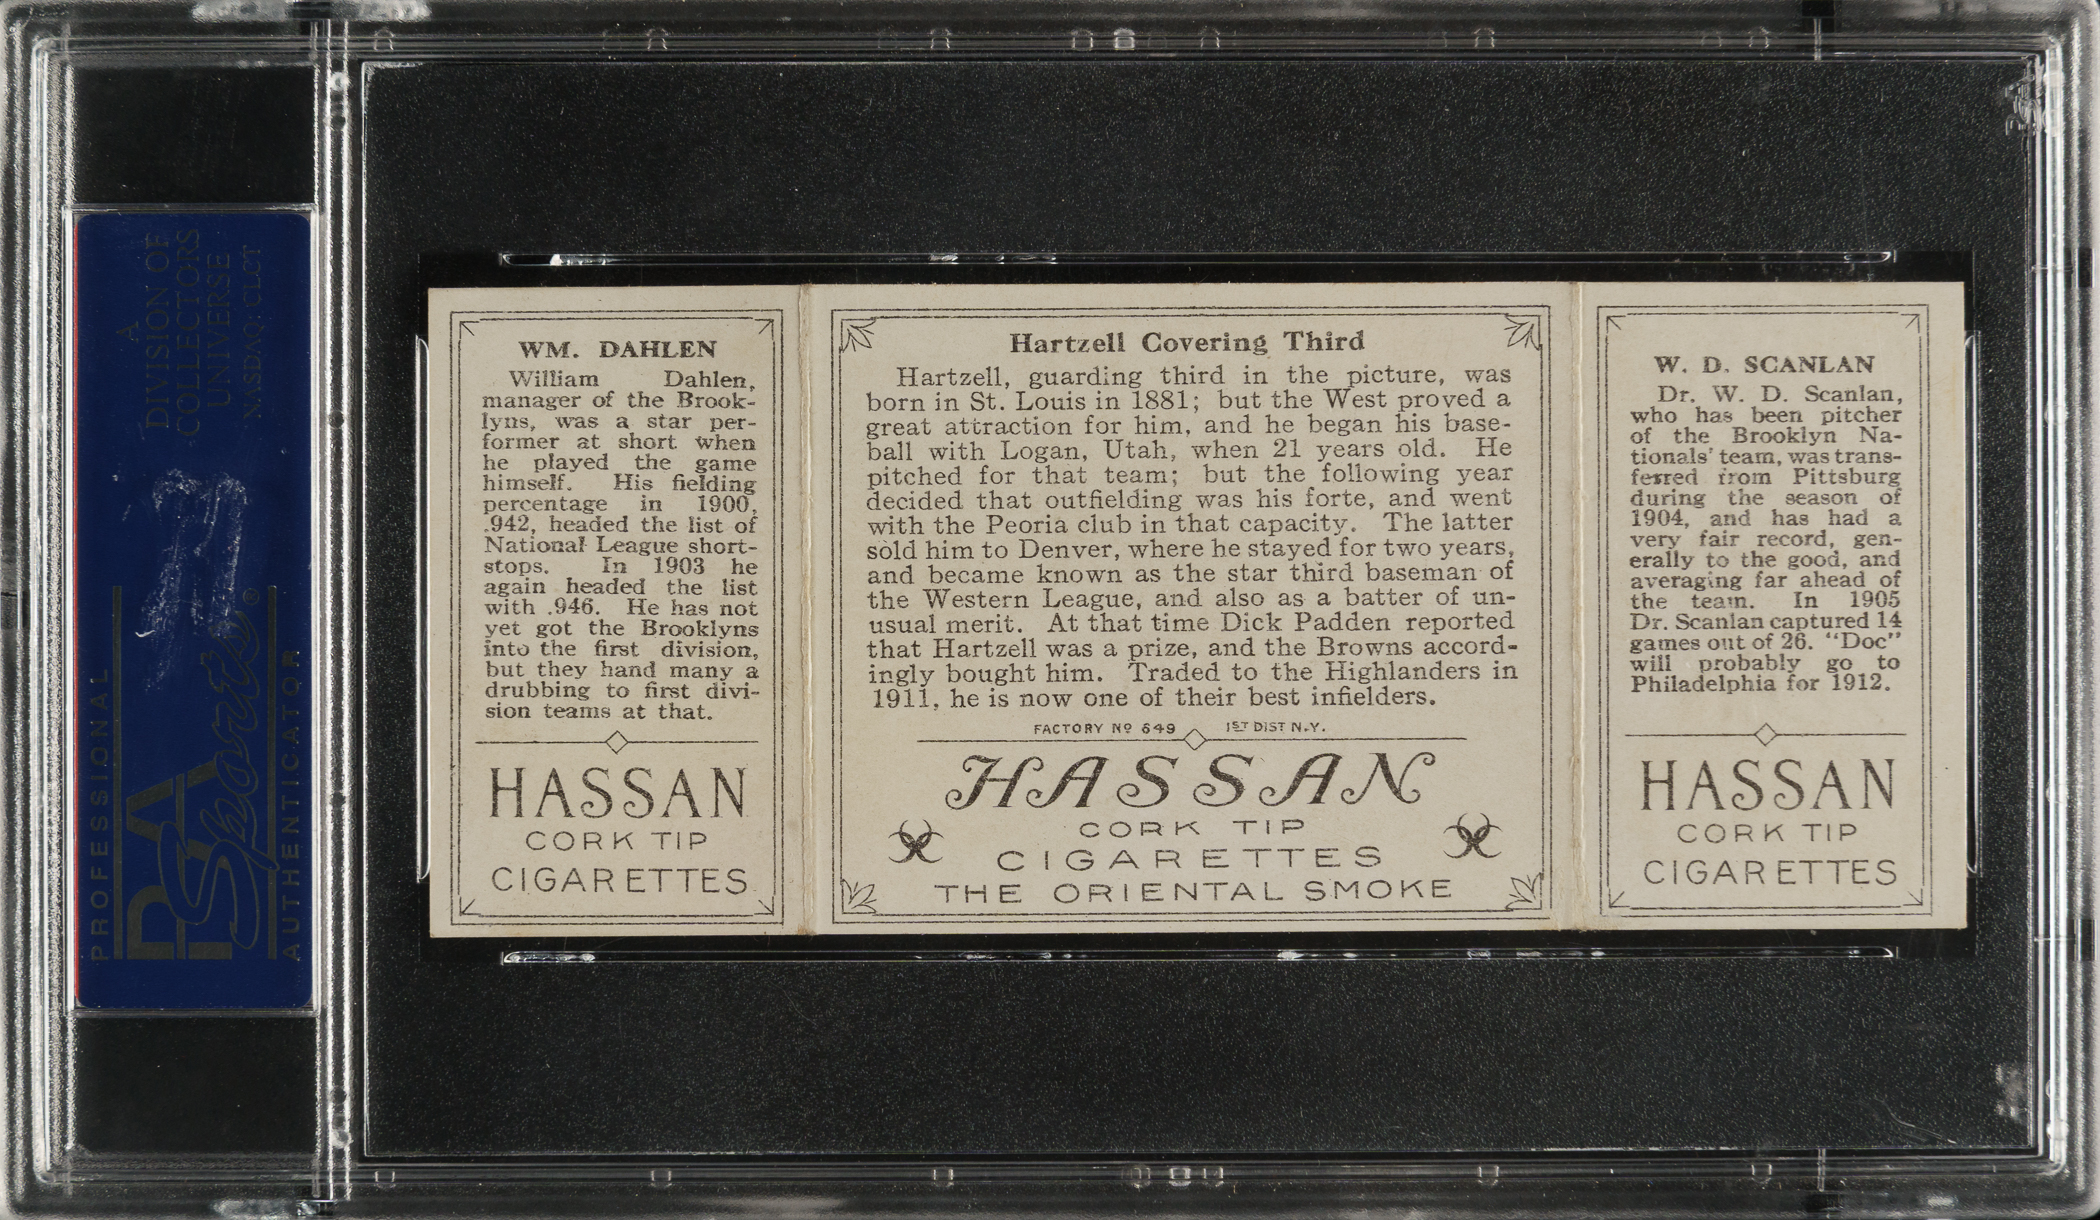 A
DIVISION OF
COLLECTORS
UNIVERSE
NASDAQ:CLCT
PROFESSIONAL
PSA
Sports®
AUTHENTICATOR
WM. DAHLEN
William Dahlen,
manager of the Brook-
lyns, was a star per-
former at short when
he played the game
himself. His fielding
percentage in 1900,
.942, headed the list of
National League short-
stops. In 1903 he
again headed the list
with .946. He has not
yet got the Brooklyns
into the first division,
but they hand many a
drubbing to first divi-
sion teams at that.
HASSAN
CORK TIP
CIGARETTES
Hartzell Covering Third
Hartzell, guarding third in the picture, was
born in St. Louis in 1881; but the West proved a
great attraction for him, and he began his base-
ball with Logan, Utah, when 21 years old. He
pitched for that team; but the following year
decided that outfielding was his forte, and went
with the Peoria club in that capacity. The latter
sold him to Denver, where he stayed for two years,
and became known as the star third baseman of
the Western League, and also as a batter of un-
usual merit. At that time Dick Padden reported
that Hartzell was a prize, and the Browns accord-
ingly bought him. Traded to the Highlanders in
1911, he is now one of their best infielders.
FACTORY Nº 649 1ST DIST N.Y.
HASSAN
CORK TIP
CIGARETTES
THE ORIENTAL SMOKE
W. D. SCANLAN
Dr. W. D. Scanlan,
who has been pitcher
of the Brooklyn Na-
tionals' team, was trans-
ferred from Pittsburg
during the season of
1904, and has had a
very fair record, gen-
erally to the good, and
averaging far ahead of
the team. In 1905
Dr. Scanlan captured 14
games out of 26. "Doc"
will probably go to
Philadelphia for 1912.
HASSAN
CORK TIP
CIGARETTES